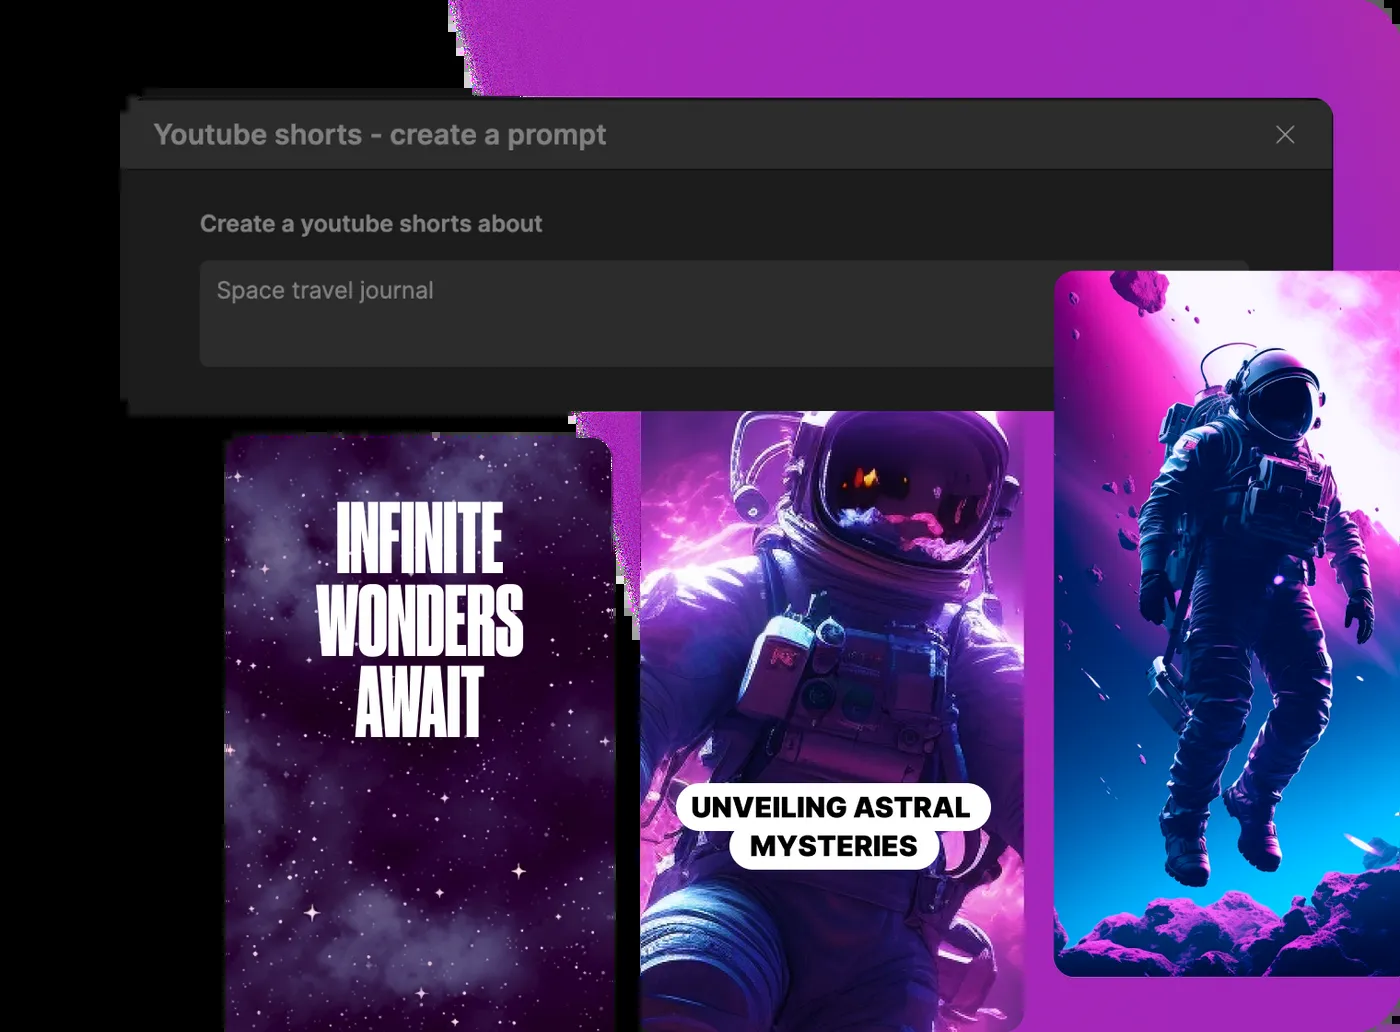 Youtube shorts - create a prompt
Create a youtube shorts about
Space travel journal
INFINITE
WONDERS
AWAIT
UNVEILING ASTRAL
MYSTERIES